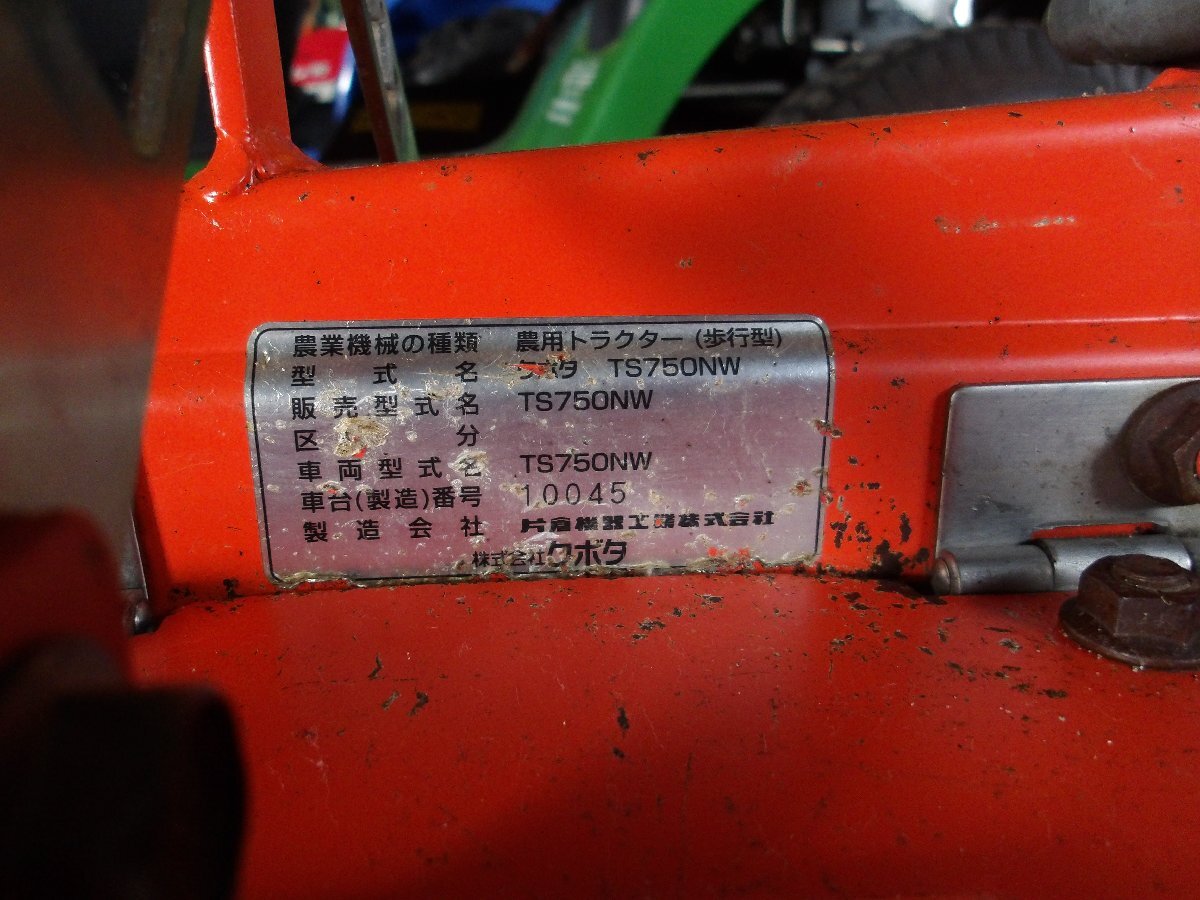 農業機械の種類 農用トラクター(歩行型)
型式名 クボタ TS750NW
販売型式名 TS750NW
区分
車両型式名 TS750NW
車台(製造)番号 10045
製造会社 片倉機器工業株式会社
株式会社クボタ